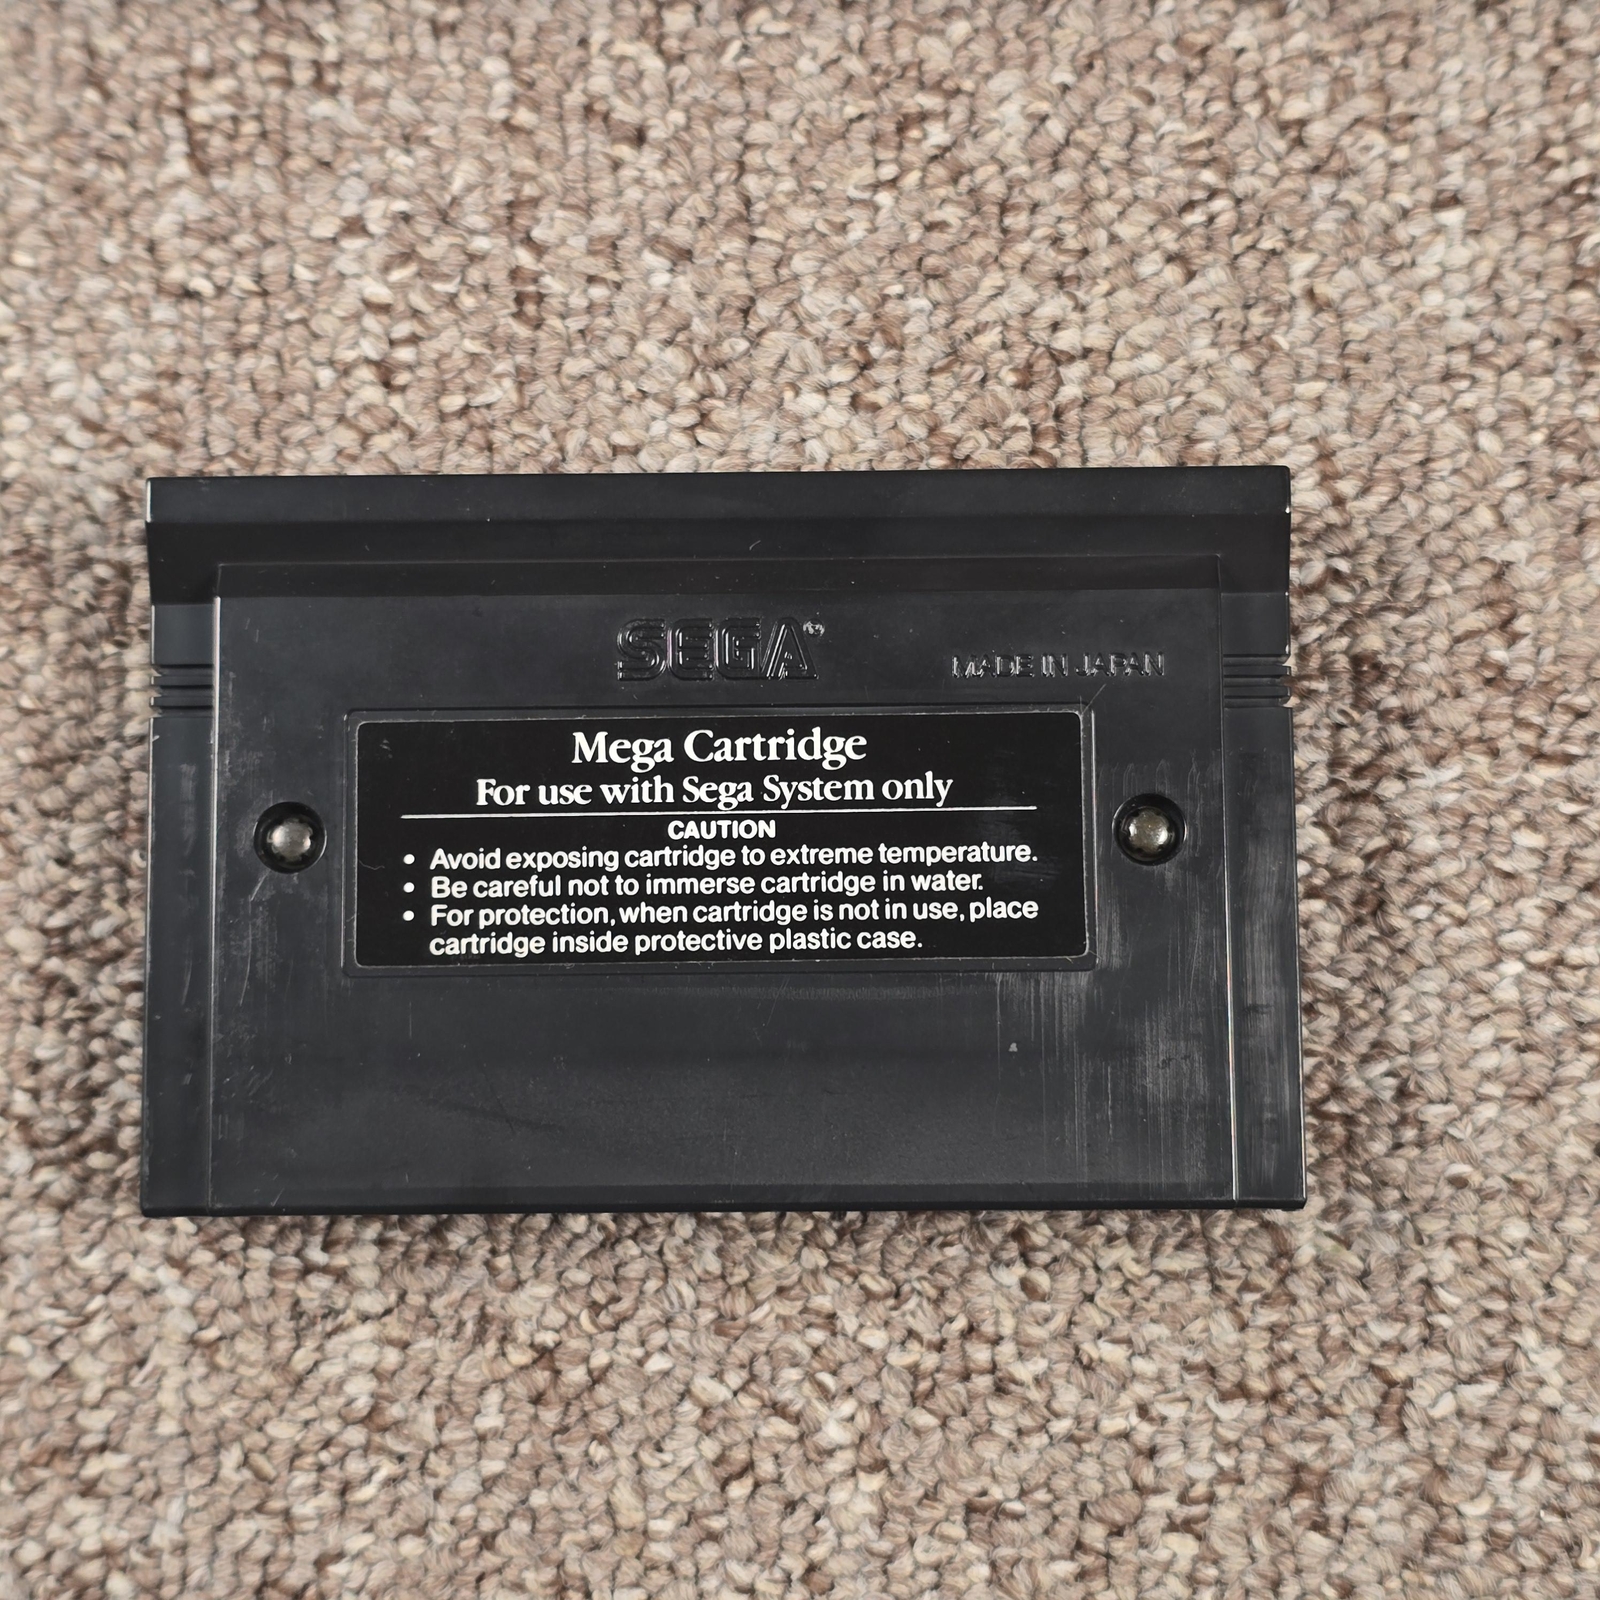 SEGA
MADE IN JAPAN
Mega Cartridge
For use with Sega System only
CAUTION
• Avoid exposing cartridge to extreme temperature.
• Be careful not to immerse cartridge in water.
• For protection, when cartridge is not in use, place
cartridge inside protective plastic case.